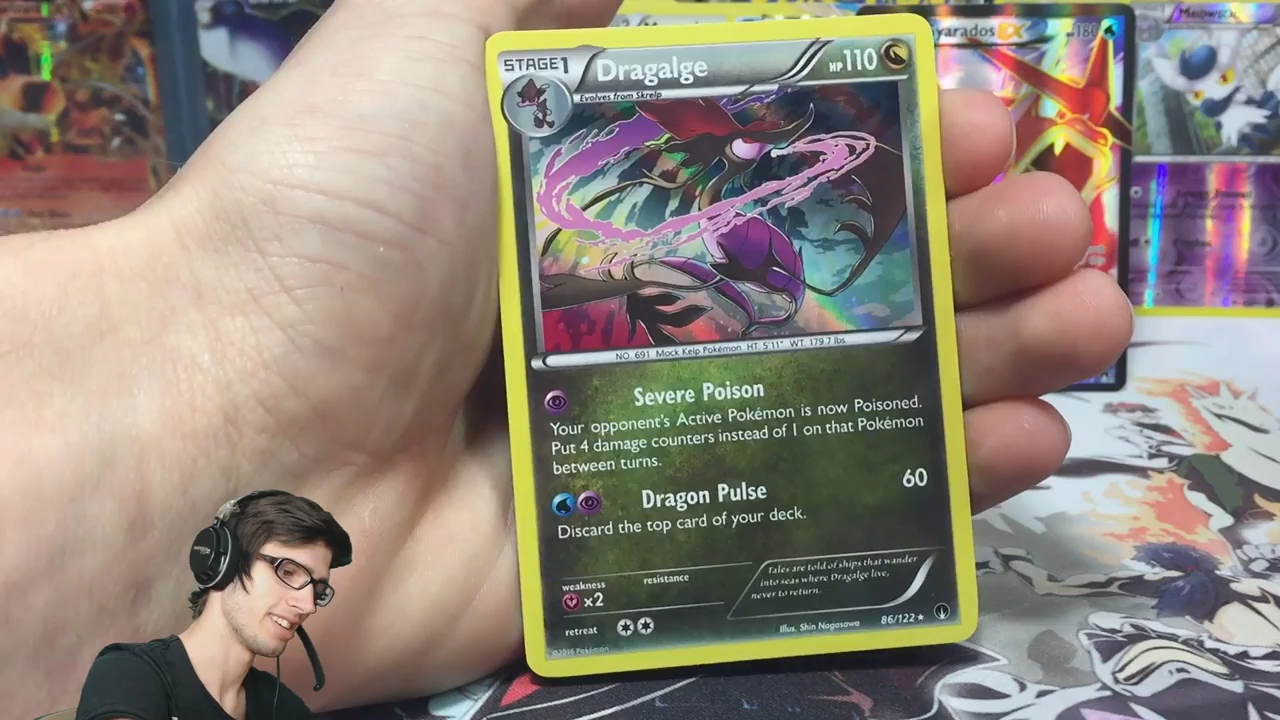 STAGE1 Dragalge HP110
Evolves from Skrelp
NO. 691 Mock Kelp Pokémon HT: 5'11" WT: 179.7 lbs
Severe Poison
Your opponent's Active Pokémon is now Poisoned.
Put 4 damage counters instead of 1 on that Pokémon
between turns.
Dragon Pulse 60
Discard the top card of your deck.
weakness resistance
×2
retreat
Tales are told of ships that wander
into seas where Dragalge live,
never to return.
Illus. Shin Nagasawa 86/122
©2016 Pokémon
yarados EX 180